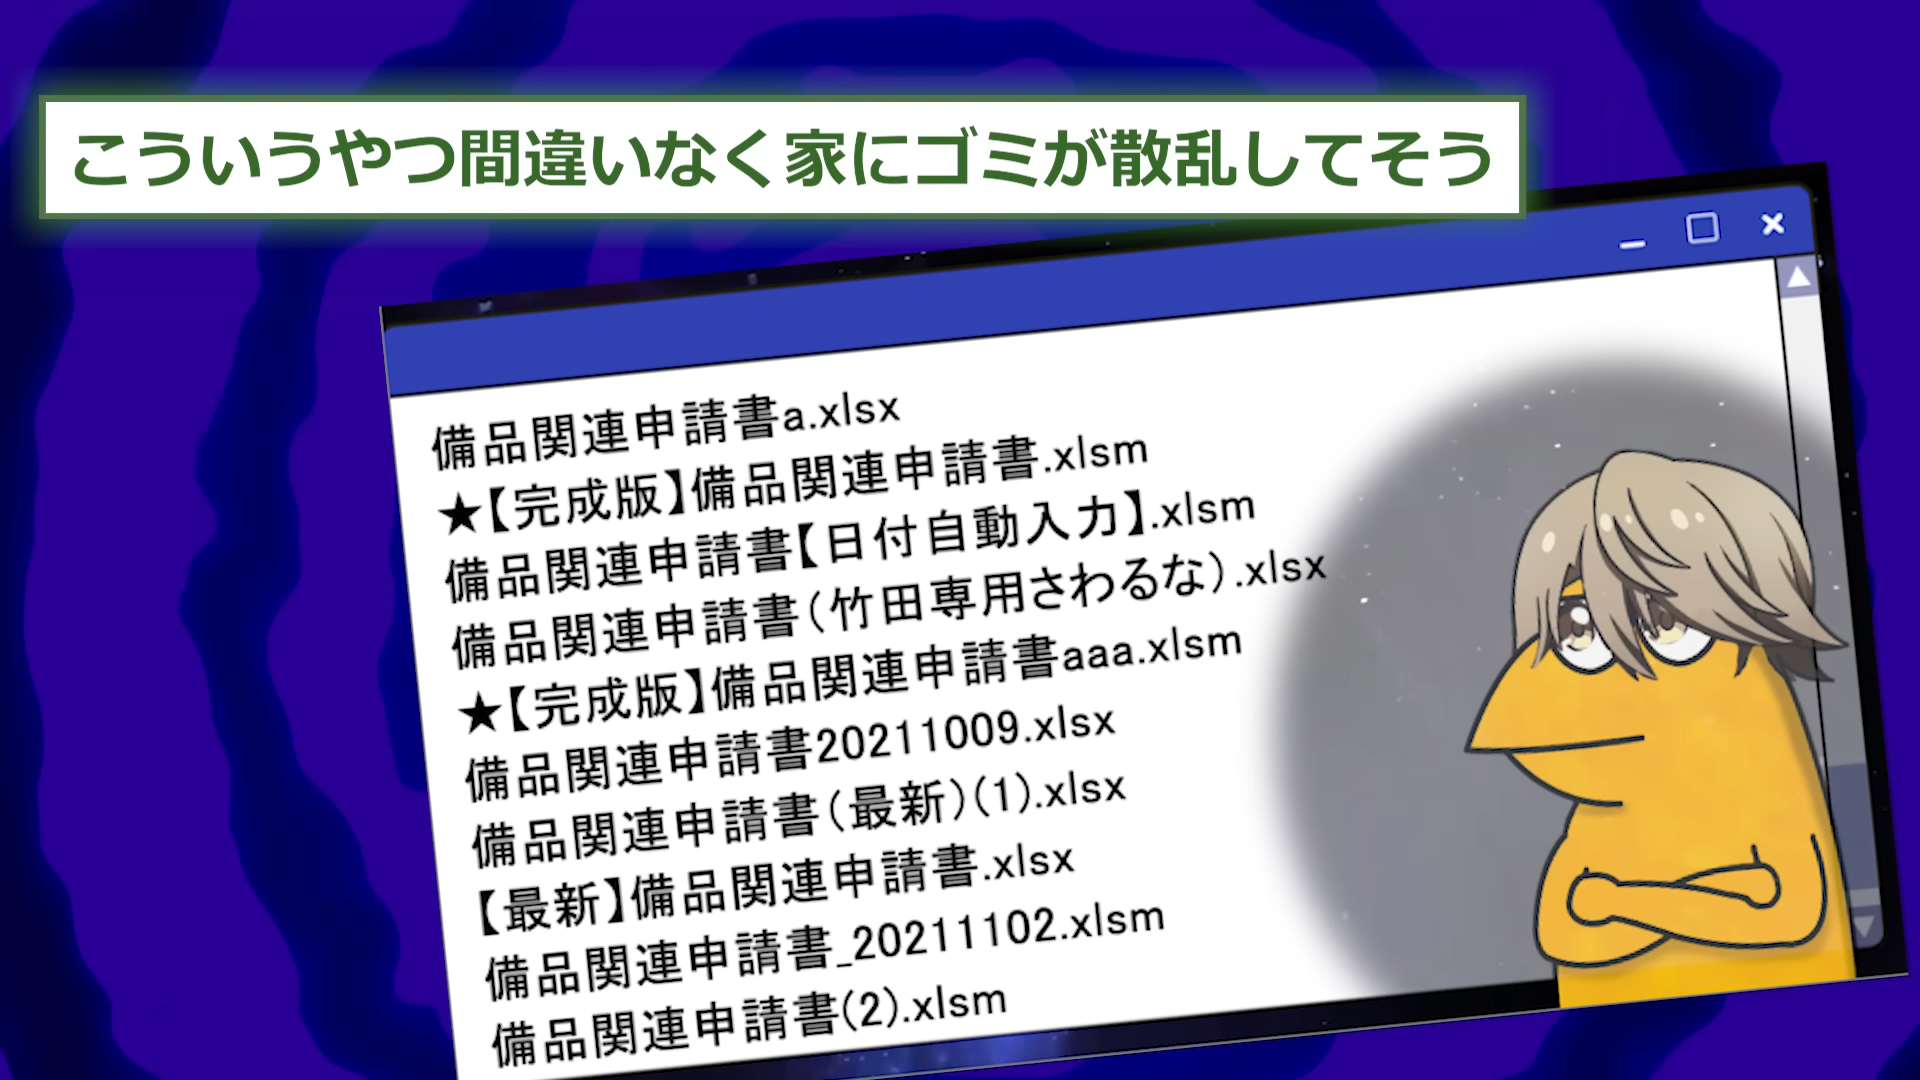 こういうやつ間違いなく家にゴミが散乱してそう
備品関連申請書a.xlsx
★【完成版】備品関連申請書.xlsm
備品関連申請書【日付自動入力】.xlsm
備品関連申請書(竹田専用さわるな).xlsx
★【完成版】備品関連申請書aaa.xlsm
備品関連申請書20211009.xlsx
備品関連申請書(最新)(1).xlsx
【最新】備品関連申請書.xlsx
備品関連申請書_20211102.xlsm
備品関連申請書(2).xlsm